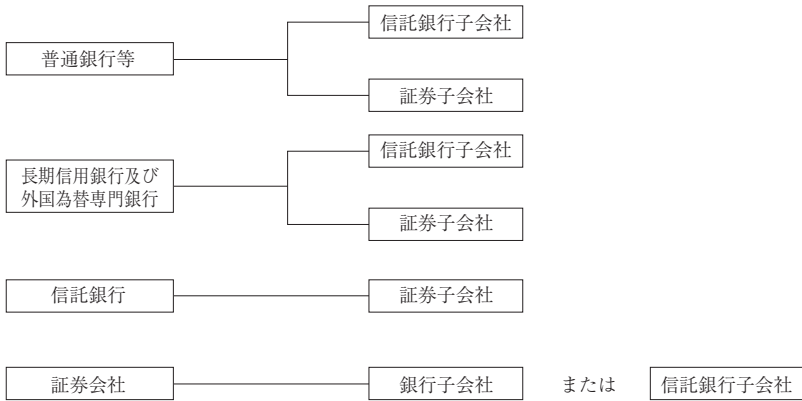 信託銀行子会社
普通銀行等
証券子会社
信託銀行子会社
長期信用銀行及び
外国為替専門銀行
証券子会社
信託銀行
証券子会社
証券会社
銀行子会社
または
信託銀行子会社